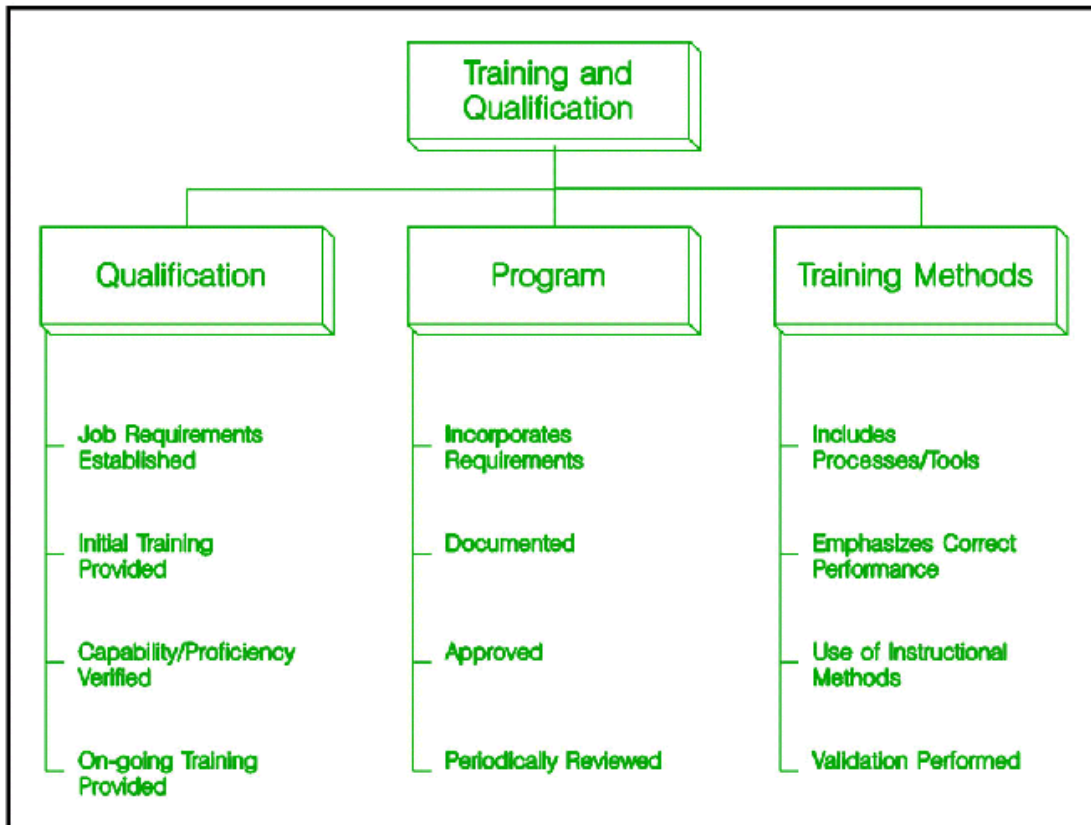 Training and
Qualification
Qualification
Program
Training Methods
Job Requirements
Established
Initial Training
Provided
Capability/Proficiency
Verified
On-going Training
Provided
Incorporates
Requirements
Documented
Approved
Periodically Reviewed
Includes
Processes/Tools
Emphasizes Correct
Performance
Use of Instructional
Methods
Validation Performed